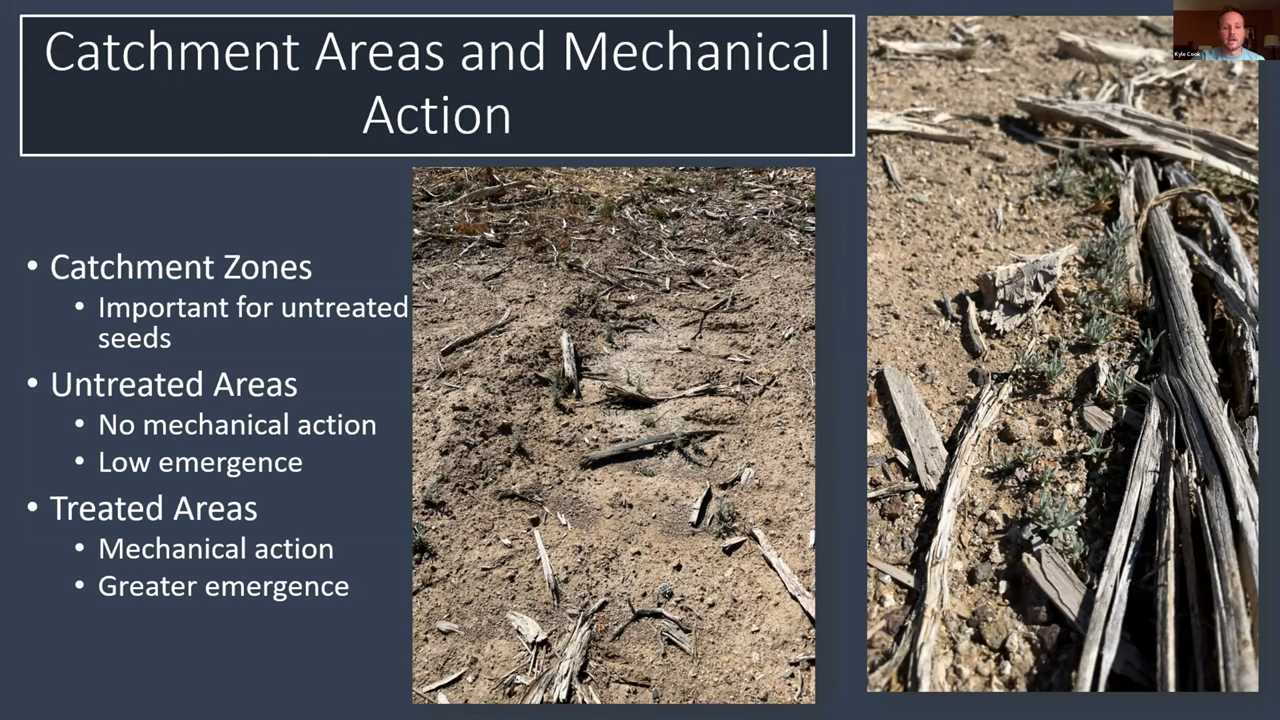 Catchment Areas and Mechanical
Action
• Catchment Zones
• Important for untreated
seeds
• Untreated Areas
• No mechanical action
• Low emergence
• Treated Areas
• Mechanical action
• Greater emergence
Kyle Cook